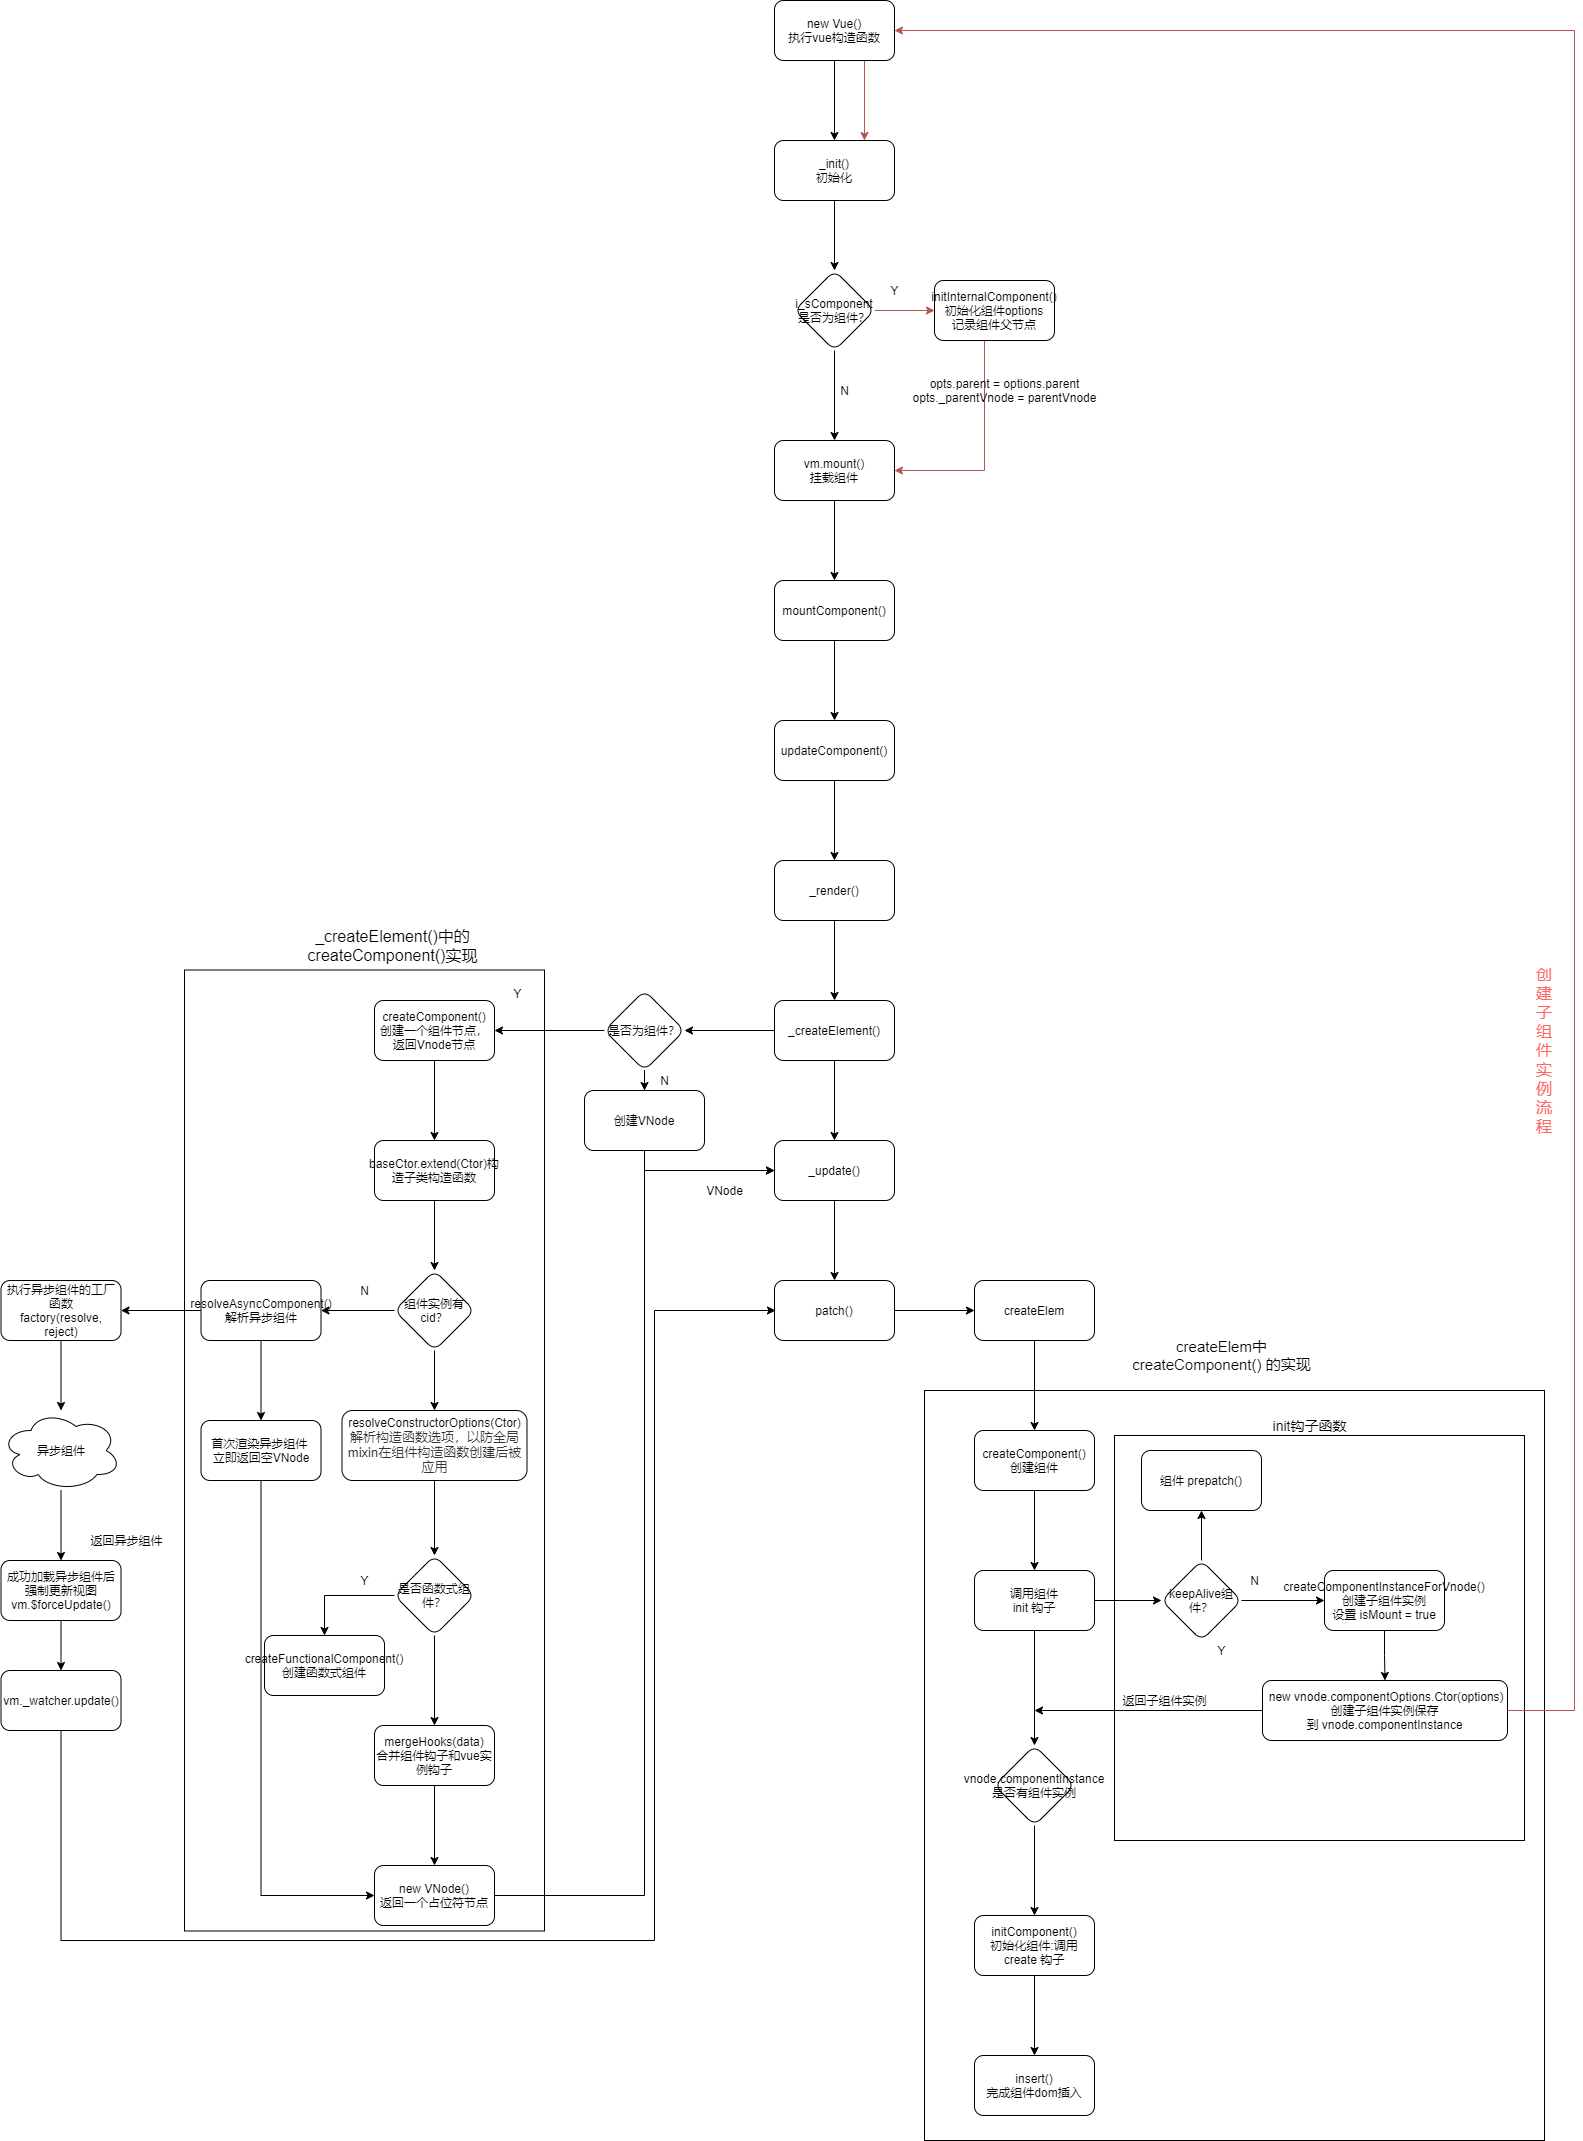 new Vue()
执行vue构造函数
_init()
初始化
i_sComponent
是否为组件?
Y
initInternalComponent()
初始化组件options
记录组件父节点
N
opts.parent = options.parent
opts._parentVnode = parentVnode
vm.mount()
挂载组件
mountComponent()
updateComponent()
_render()
_createElement()中的
createComponent()实现
Y
createComponent()
创建一个组件节点，
返回Vnode节点
是否为组件?
_createElement()
N
创建VNode
baseCtor.extend(Ctor)构
造子类构造函数
_update()
VNode
创
建
子
组
件
实
例
流
程
执行异步组件的工厂
函数
factory(resolve,
reject)
resolveAsyncComponent()
解析异步组件
N
组件实例有
cid?
patch()
createElem
createElem中
createComponent() 的实现
异步组件
首次渲染异步组件
立即返回空VNode
resolveConstructorOptions(Ctor)
解析构造函数选项，以防全局
mixin在组件构造函数创建后被
应用
createComponent()
创建组件
init钩子函数
组件 prepatch()
返回异步组件
成功加载异步组件后
强制更新视图
vm.$forceUpdate()
Y
是否函数式组
件?
调用组件
init 钩子
keepAlive组
件?
N
createComponentInstanceForVnode()
创建子组件实例
设置 isMount = true
Y
createFunctionalComponent()
创建函数式组件
vm._watcher.update()
返回子组件实例
new vnode.componentOptions.Ctor(options)
创建子组件实例保存
到 vnode.componentInstance
mergeHooks(data)
合并组件钩子和vue实
例钩子
vnode.componentInstance
是否有组件实例
new VNode()
返回一个占位符节点
initComponent()
初始化组件:调用
create 钩子
insert()
完成组件dom插入